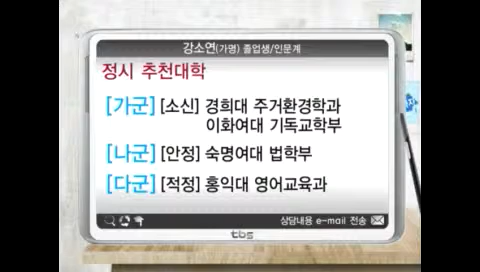 강소연(가명) 졸업생/인문계
정시 추천대학
[가군] [소신] 경희대 주거환경학과
이화여대 기독교학부
[나군] [안정] 숙명여대 법학부
[다군] [적정] 홍익대 영어교육과
상담내용 e-mail 전송
tbs